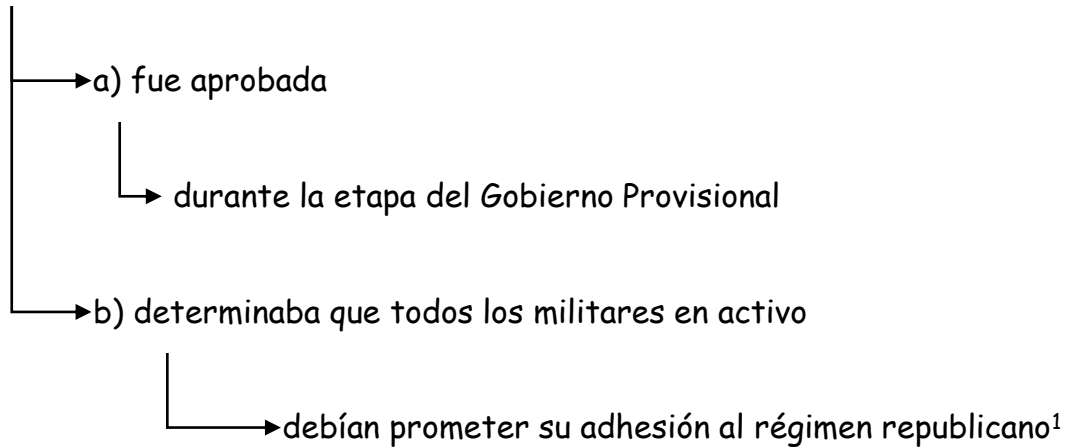 a) fue aprobada
durante la etapa del Gobierno Provisional
b) determinaba que todos los militares en activo
debían prometer su adhesión al régimen republicano¹